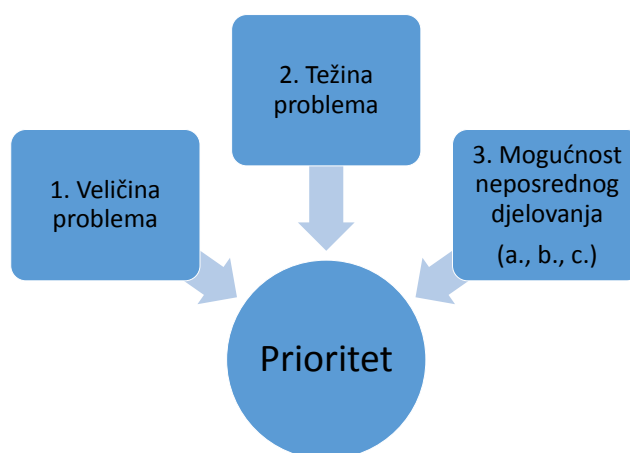 1. Veličina
problema
2. Težina
problema
3. Mogućnost
neposrednog
djelovanja
(a., b., c.)
Prioritet